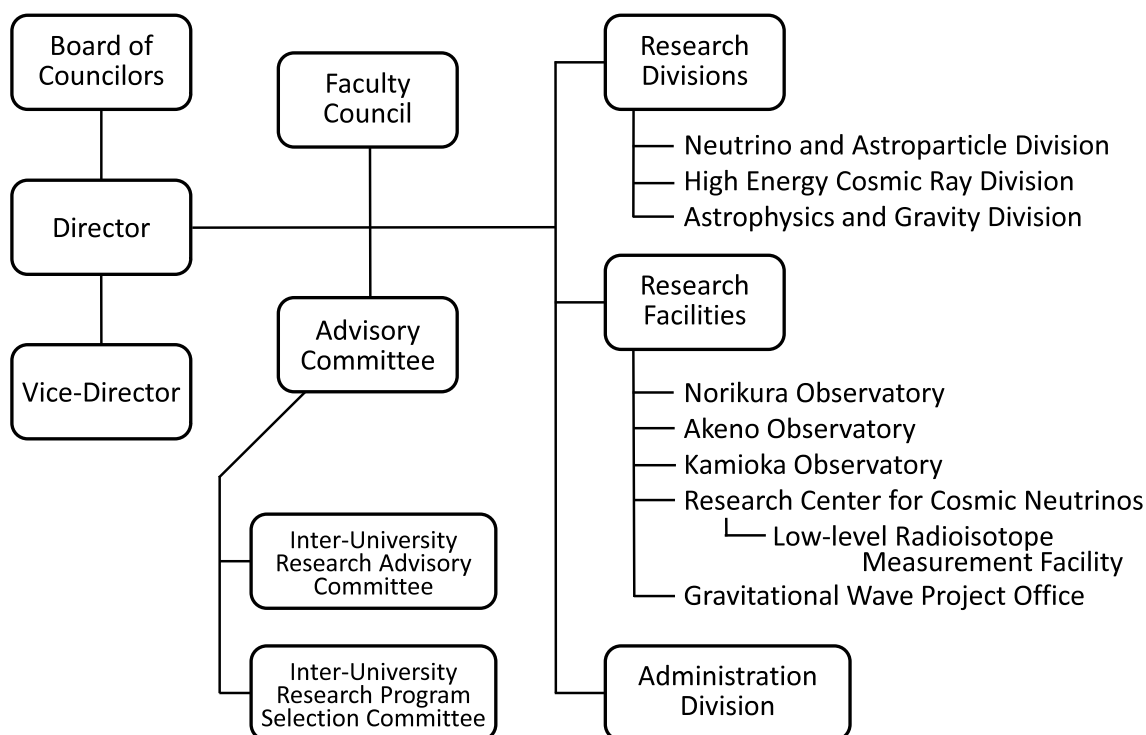 Board of
Councilors
Director
Vice-Director
Faculty
Council
Advisory
Committee
Inter-University
Research Advisory
Committee
Inter-University
Research Program
Selection Committee
Research
Divisions
Neutrino and Astroparticle Division
High Energy Cosmic Ray Division
Astrophysics and Gravity Division
Research
Facilities
Norikura Observatory
Akeno Observatory
Kamioka Observatory
Research Center for Cosmic Neutrinos
Low-level Radioisotope
Measurement Facility
Gravitational Wave Project Office
Administration
Division